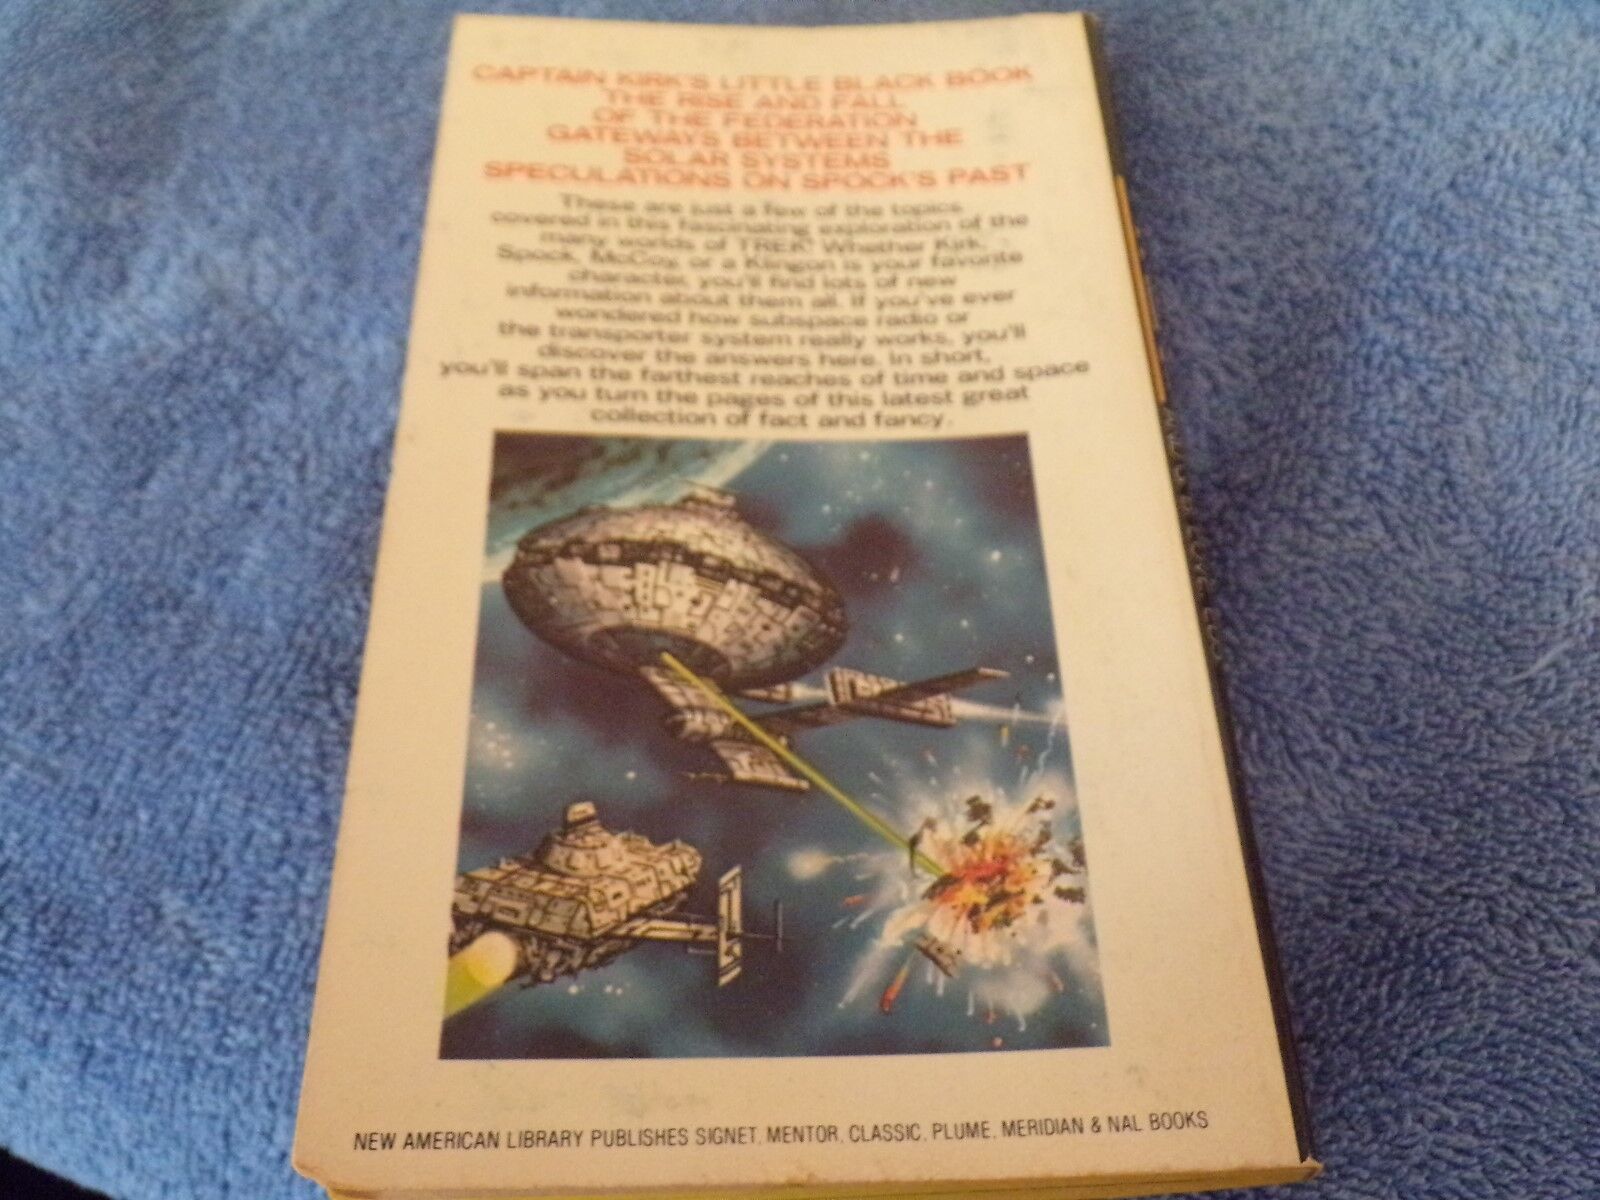 CAPTAIN KIRK'S LITTLE BLACK BOOK
THE RISE AND FALL
OF THE FEDERATION
GATEWAYS BETWEEN THE
SOLAR SYSTEMS
SPECULATIONS ON SPOCK'S PAST
These are just a few of the topics
covered in this fascinating exploration of the
many worlds of TREK! Whether Kirk,
Spock, McCoy, or a Klingon is your favorite
character, you'll find lots of new
information about them all. If you've ever
wondered how subspace radio or
the transporter system really works, you'll
discover the answers here. In short,
you'll span the farthest reaches of time and space
as you turn the pages of this latest great
collection of fact and fancy.
NEW AMERICAN LIBRARY PUBLISHES SIGNET, MENTOR, CLASSIC, PLUME, MERIDIAN & NAL BOOKS